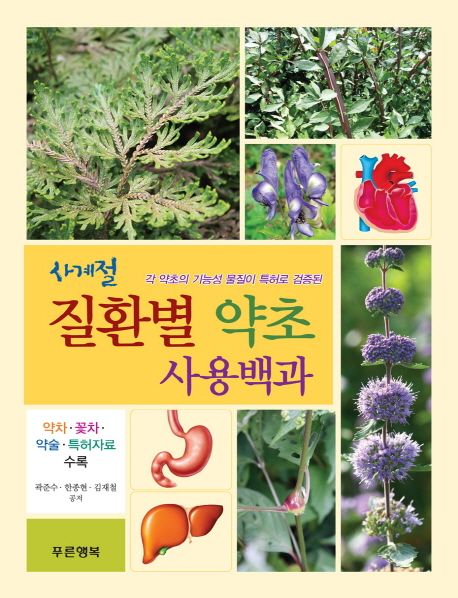 사계절
각 약초의 기능성 물질이 특허로 검증된
질환별 약초
사용백과
약차·꽃차·
약술·특허자료
수록
곽준수·한종현·김재철
공저
푸른행복